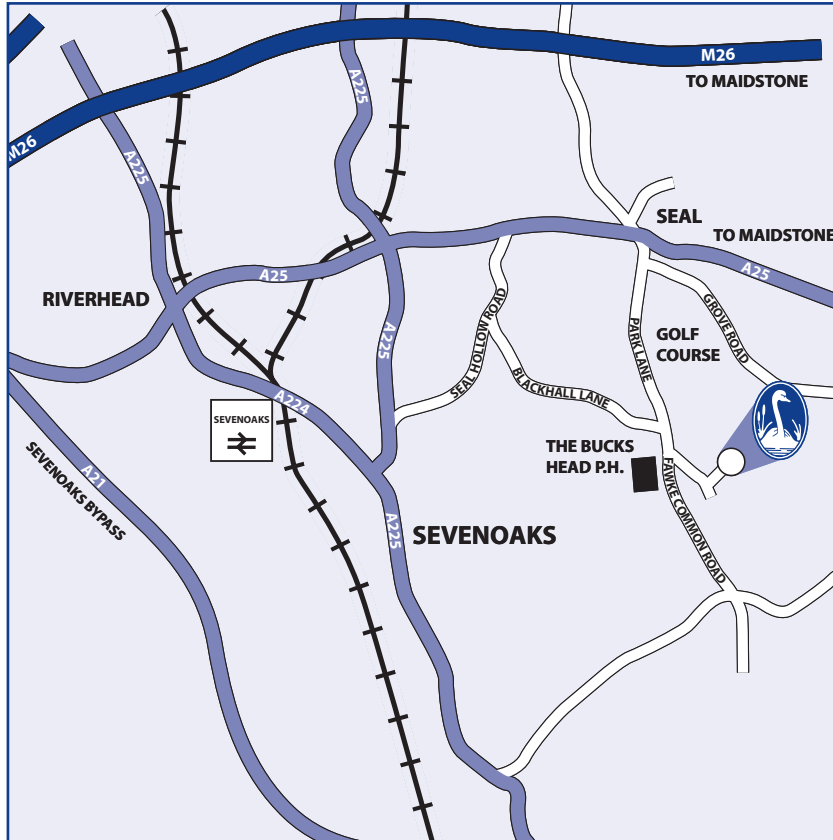 M26
TO MAIDSTONE
M26
A225
A225
SEAL
TO MAIDSTONE
A25
A25
RIVERHEAD
GROVE ROAD
PARK LANE
GOLF
COURSE
SEAL HOLLOW ROAD
A225
BLACKHALL LANE
A224
SEVENOAKS
THE BUCKS
HEAD P.H.
FAWKE COMMON ROAD
A21
SEVENOAKS BYPASS
A225
SEVENOAKS